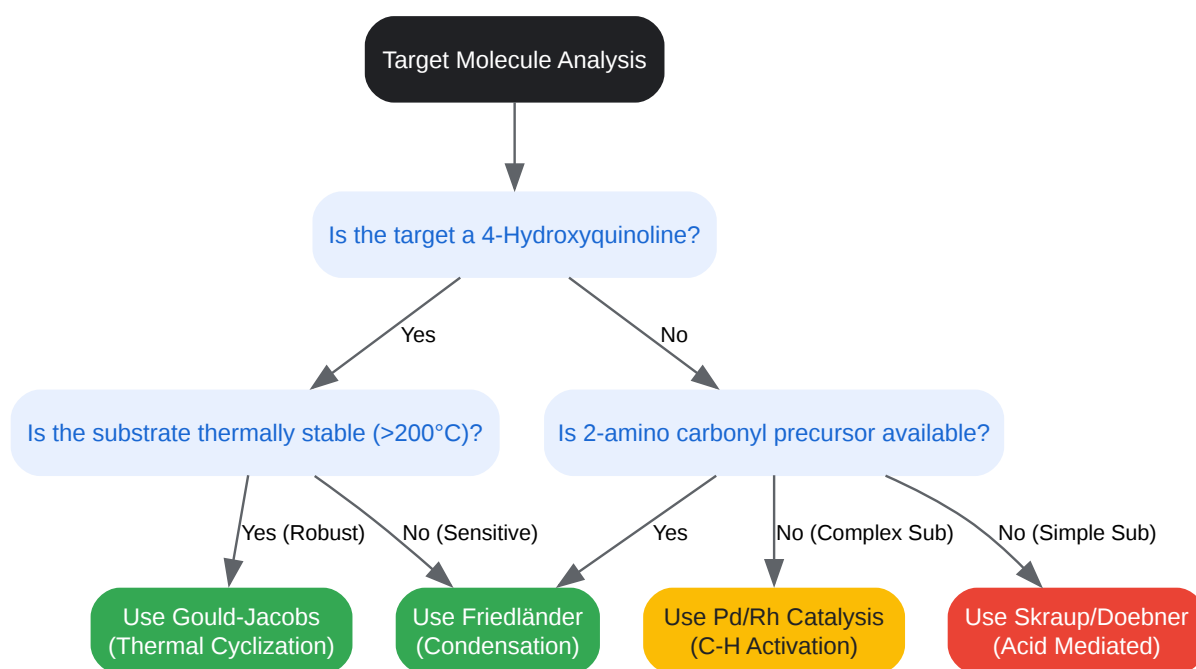 Target Molecule Analysis
Is the target a 4-Hydroxyquinoline?
Yes
No
Is the substrate thermally stable (>200°C)?
Is 2-amino carbonyl precursor available?
Yes (Robust)
No (Sensitive)
Yes
No (Complex Sub)
No (Simple Sub)
Use Gould-Jacobs
(Thermal Cyclization)
Use Friedländer
(Condensation)
Use Pd/Rh Catalysis
(C-H Activation)
Use Skraup/Doebner
(Acid Mediated)